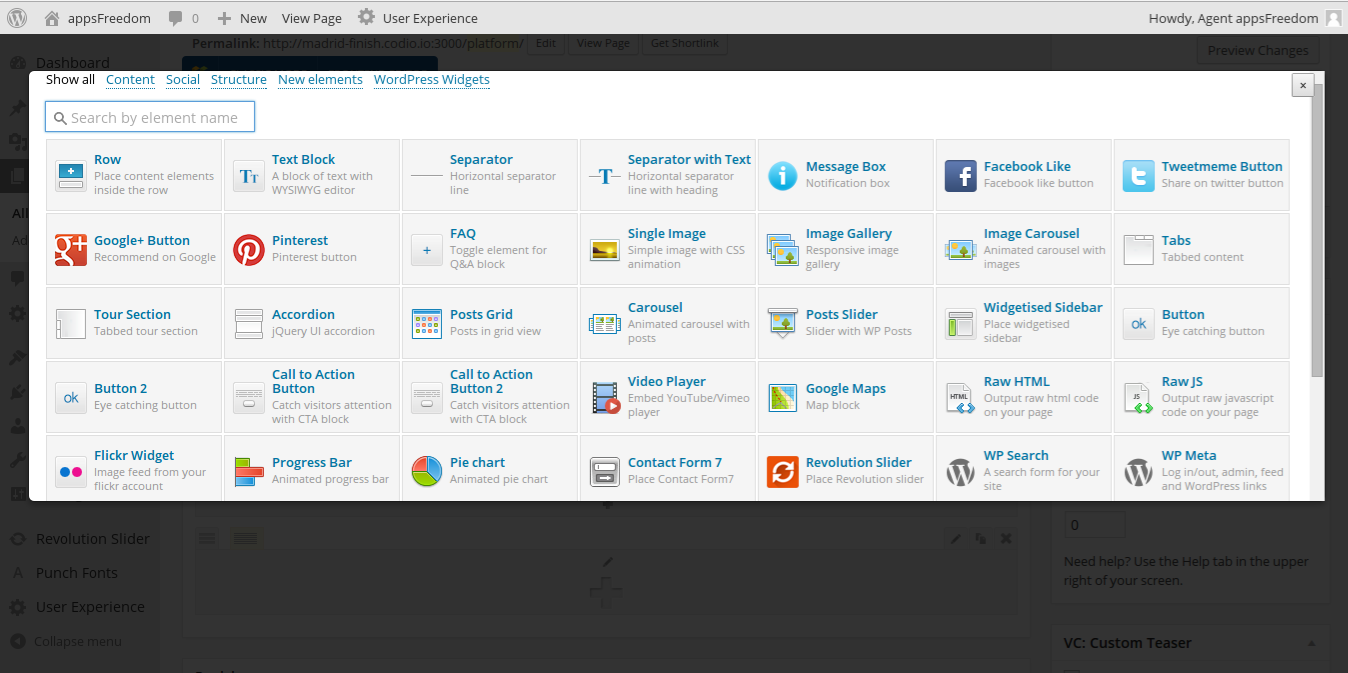 appsFreedom 0 New View Page User Experience Howdy, Agent appsFreedom
Permalink: http://madrid-finish.codio.io:3000/platform/ Edit View Page Get Shortlink
Preview Changes
Dashboard
Show all Content Social Structure New elements WordPress Widgets
×
Search by element name
Row
Place content elements
inside the row
Text Block
A block of text with
WYSIWYG editor
Separator
Horizontal separator
line
Separator with Text
Horizontal separator
line with heading
Message Box
Notification box
Facebook Like
Facebook like button
Tweetmeme Button
Share on twitter button
Google+ Button
Recommend on Google
Pinterest
Pinterest button
FAQ
Toggle element for
Q&A block
Single Image
Simple image with CSS
animation
Image Gallery
Responsive image
gallery
Image Carousel
Animated carousel with
images
Tabs
Tabbed content
Tour Section
Tabbed tour section
Accordion
jQuery UI accordion
Posts Grid
Posts in grid view
Carousel
Animated carousel with
posts
Posts Slider
Slider with WP Posts
Widgetised Sidebar
Place widgetised
sidebar
ok
Button
Eye catching button
ok
Button 2
Eye catching button
Call to Action
Button
Catch visitors attention
with CTA block
Call to Action
Button 2
Catch visitors attention
with CTA block
Video Player
Embed YouTube/Vimeo
player
Google Maps
Map block
HTML
Raw HTML
Output raw html code
on your page
JS
Raw JS
Output raw javascript
code on your page
Flickr Widget
Image feed from your
flickr account
Progress Bar
Animated progress bar
Pie chart
Animated pie chart
Contact Form 7
Place Contact Form7
Revolution Slider
Place Revolution slider
WP Search
A search form for your
site
WP Meta
Log in/out, admin, feed
and WordPress links
All
Ad
Revolution Slider
Punch Fonts
User Experience
Collapse menu
0
Need help? Use the Help tab in the upper
right of your screen.
VC: Custom Teaser